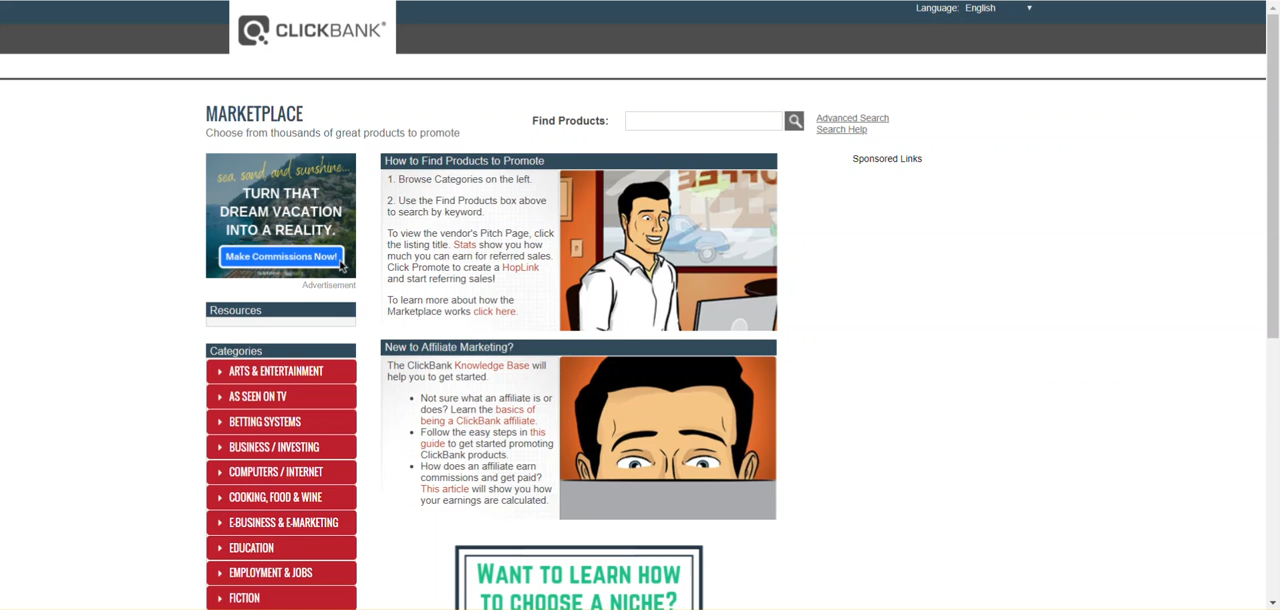 Language: English
CLICKBANK®
MARKETPLACE
Choose from thousands of great products to promote
Find Products:
Advanced Search
Search Help
sea, sand and sunshine...
TURN THAT
DREAM VACATION
INTO A REALITY.
Make Commissions Now!
Advertisement
Resources
Categories
ARTS & ENTERTAINMENT
AS SEEN ON TV
BETTING SYSTEMS
BUSINESS / INVESTING
COMPUTERS / INTERNET
COOKING, FOOD & WINE
E-BUSINESS & E-MARKETING
EDUCATION
EMPLOYMENT & JOBS
FICTION
How to Find Products to Promote
1. Browse Categories on the left.
2. Use the Find Products box above
to search by keyword.
To view the vendor's Pitch Page, click
the listing title. Stats show you how
much you can earn for referred sales.
Click Promote to create a HopLink
and start referring sales!
To learn more about how the
Marketplace works click here.
New to Affiliate Marketing?
The ClickBank Knowledge Base will
help you to get started.
• Not sure what an affiliate is or
does? Learn the basics of
being a ClickBank affiliate.
• Follow the easy steps in this
guide to get started promoting
ClickBank products.
• How does an affiliate earn
commissions and get paid?
This article will show you how
your earnings are calculated.
WANT TO LEARN HOW
TO CHOOSE A NICHE?
Sponsored Links